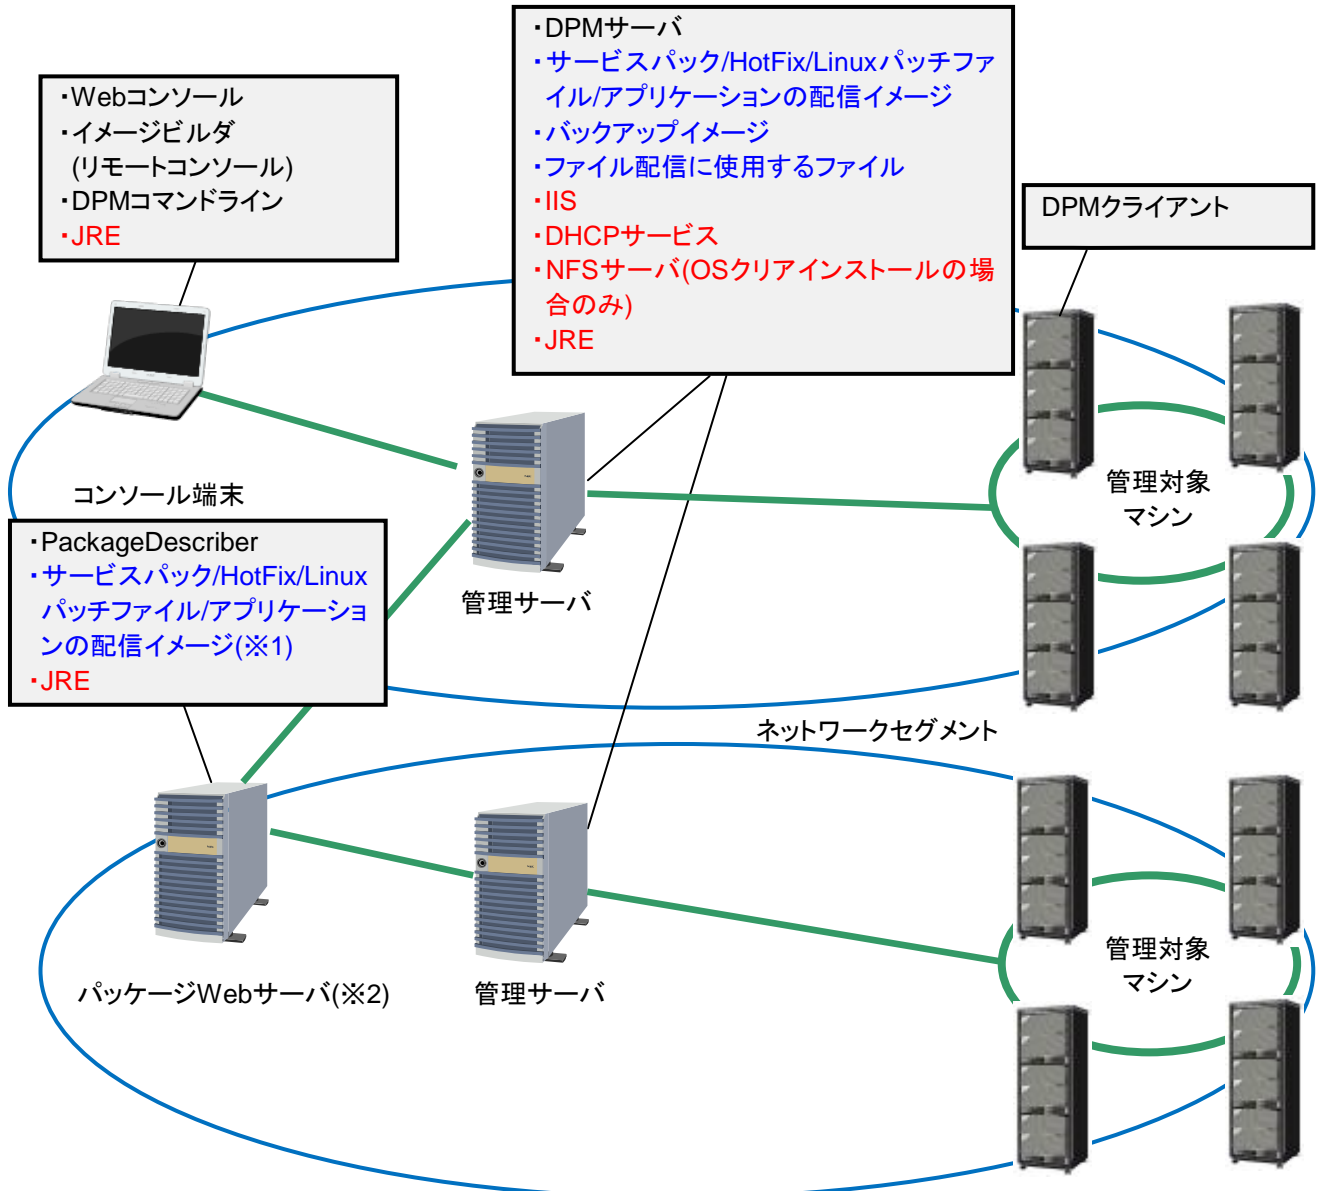 ・DPMサーバ
・サービスパック/HotFix/Linuxパッチファ
イル/アプリケーションの配信イメージ
・バックアップイメージ
・ファイル配信に使用するファイル
・IIS
・DHCPサービス
・NFSサーバ(OSクリアインストールの場
合のみ)
・JRE
・Webコンソール
・イメージビルダ
(リモートコンソール)
・DPMコマンドライン
・JRE
DPMクライアント
コンソール端末
管理対象
マシン
・PackageDescriber
・サービスパック/HotFix/Linux
パッチファイル/アプリケーショ
ンの配信イメージ(※1)
・JRE
管理サーバ
ネットワークセグメント
管理対象
マシン
パッケージWebサーバ(※2)
管理サーバ